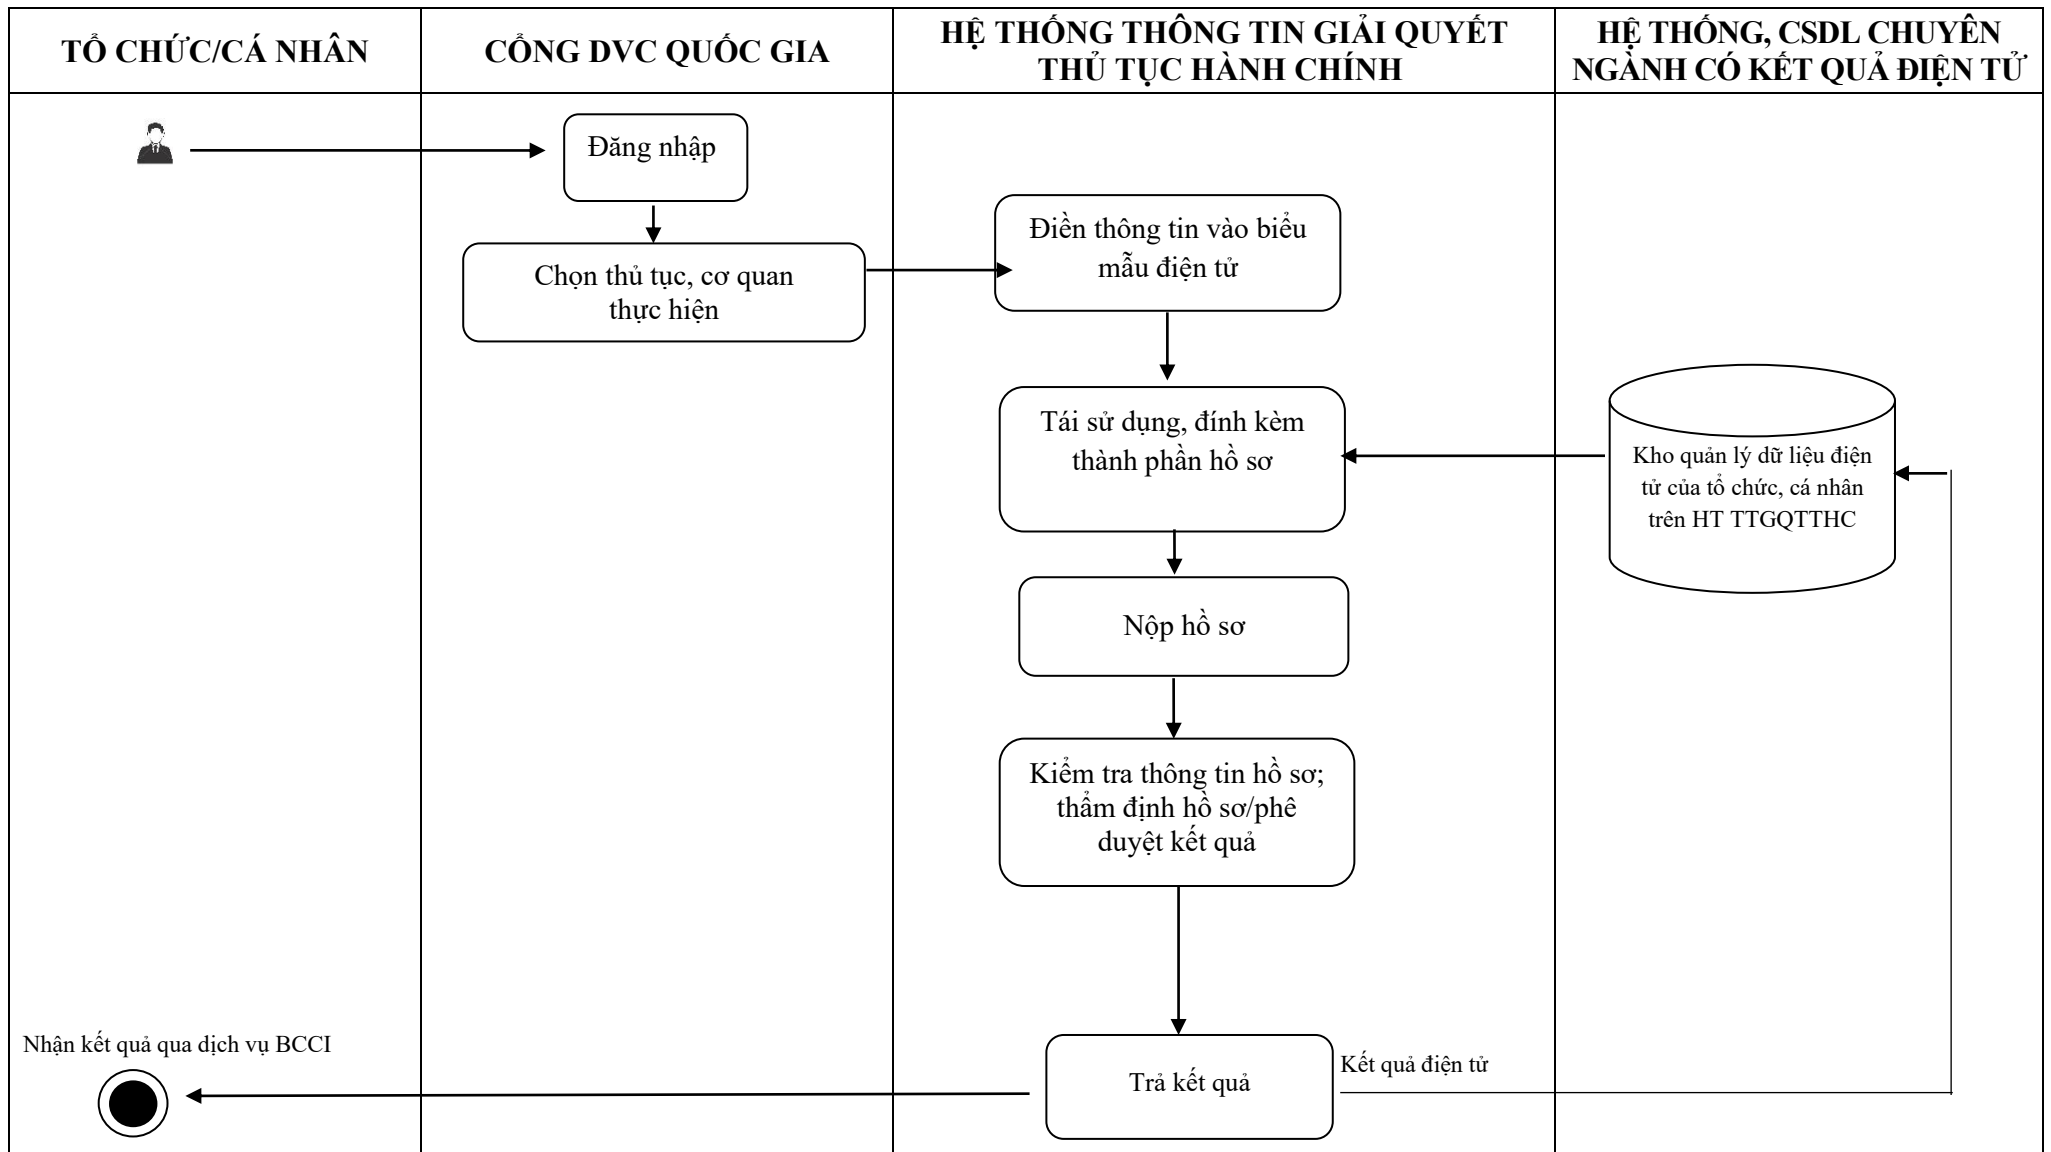 TỔ CHỨC/CÁ NHÂN
CỔNG DVC QUỐC GIA
HỆ THỐNG THÔNG TIN GIẢI QUYẾT
THỦ TỤC HÀNH CHÍNH
HỆ THỐNG, CSDL CHUYÊN
NGÀNH CÓ KẾT QUẢ ĐIỆN TỬ
Đăng nhập
Điền thông tin vào biểu
mẫu điện tử
Chọn thủ tục, cơ quan
thực hiện
Tái sử dụng, đính kèm
thành phần hồ sơ
Kho quản lý dữ liệu điện
tử của tổ chức, cá nhân
trên HT TTGQTTHC
Nộp hồ sơ
Kiểm tra thông tin hồ sơ;
thẩm định hồ sơ/phê
duyệt kết quả
Nhận kết quả qua dịch vụ BCCI
Trả kết quả
Kết quả điện tử